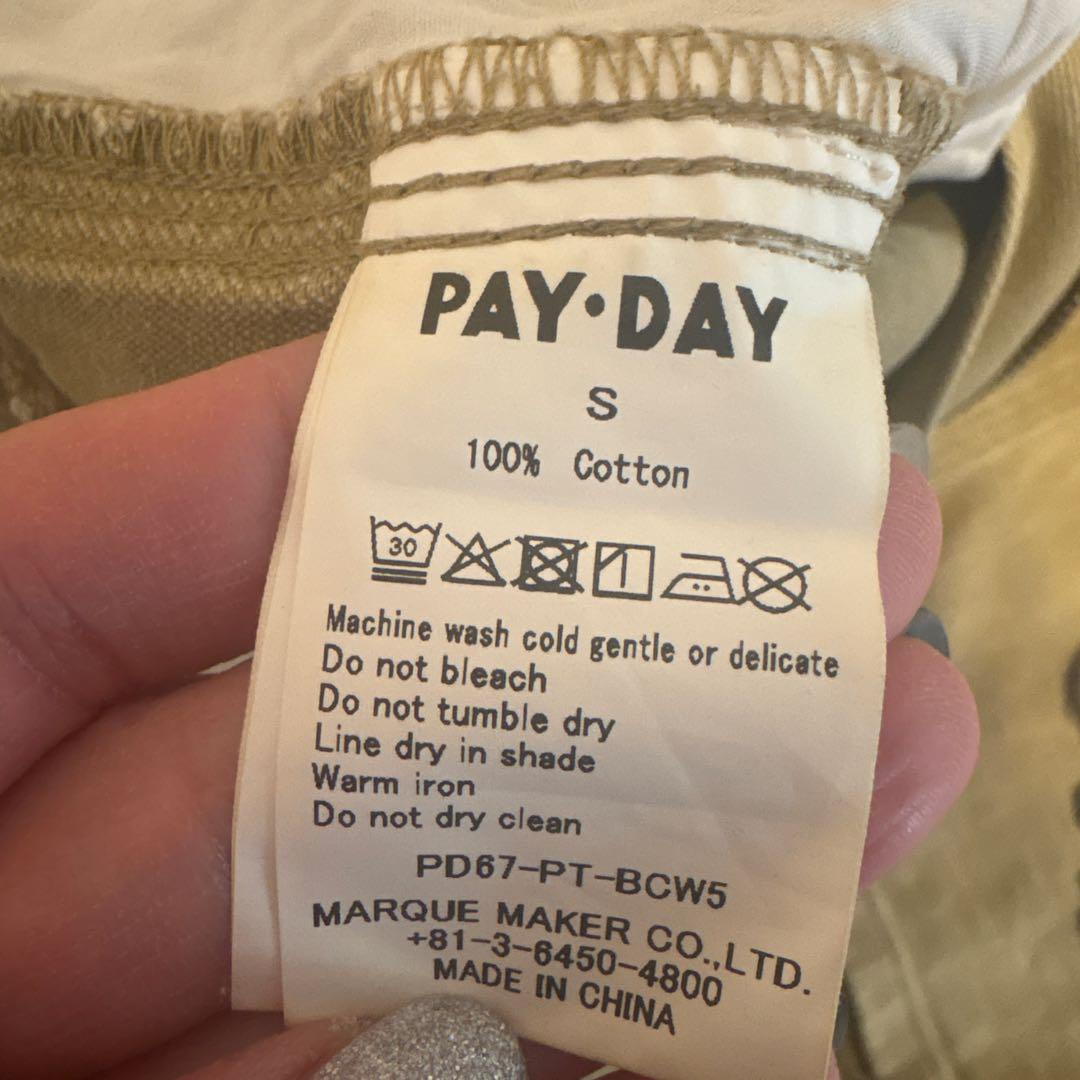 PAY·DAY
S
100% Cotton
30
Machine wash cold gentle or delicate
Do not bleach
Do not tumble dry
Line dry in shade
Warm iron
Do not dry clean
PD67-PT-BCW5
MARQUE MAKER CO.,LTD.
+81-3-6450-4800
MADE IN CHINA